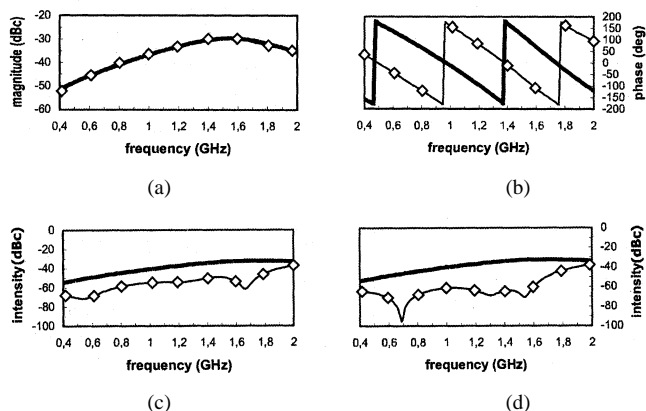 -20
-30
-40
-50
-60
magnitude (dBc)
0,4 0,6 0,8 1 1,2 1,4 1,6 1,8 2
frequency (GHz)
(a)
200
150
100
50
0
-50
-100
-150
-200
phase (deg)
0,4 0,6 0,8 1 1,2 1,4 1,6 1,8 2
frequency (GHz)
(b)
0
-20
-40
-60
-80
-100
intensity(dBc)
0,4 0,6 0,8 1 1,2 1,4 1,6 1,8 2
frequency (GHz)
(c)
0
-20
-40
-60
-80
-100
intensity(dBc)
0,4 0,6 0,8 1 1,2 1,4 1,6 1,8 2
frequency (GHz)
(d)